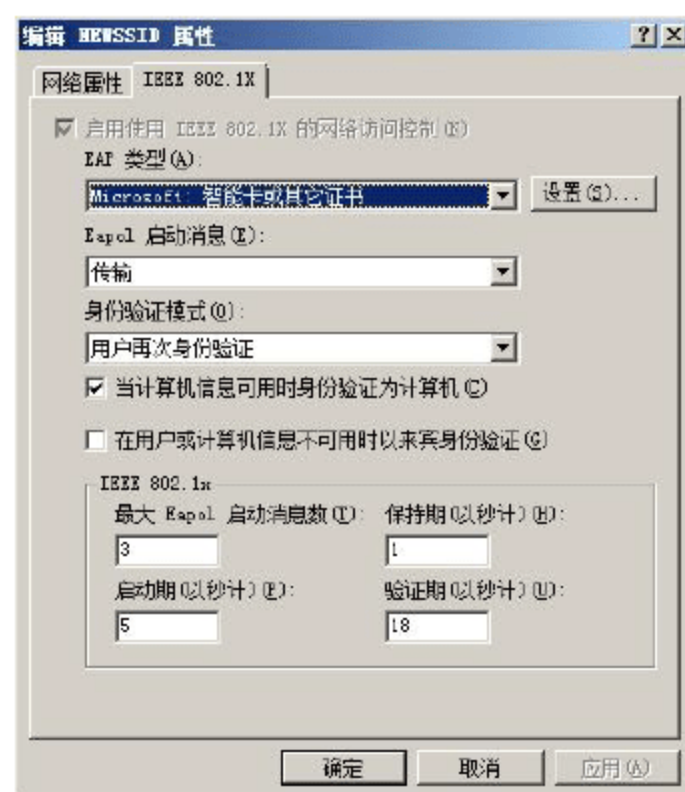 编辑 NEWSSID 属性
网络属性 IEEE 802.1X
启用使用 IEEE 802.1X 的网络访问控制(N)
EAP 类型(A):
Microsoft: 智能卡或其它证书 设置(S)...
Eapol 启动消息(E):
传输
身份验证模式(O):
用户再次身份验证
当计算机信息可用时身份验证为计算机(C)
在用户或计算机信息不可用时以来宾身份验证(G)
IEEE 802.1x
最大 Eapol 启动消息数(T): 保持期(以秒计)(H):
3 1
启动期(以秒计)(P): 验证期(以秒计)(U):
5 18
确定 取消 应用(A)